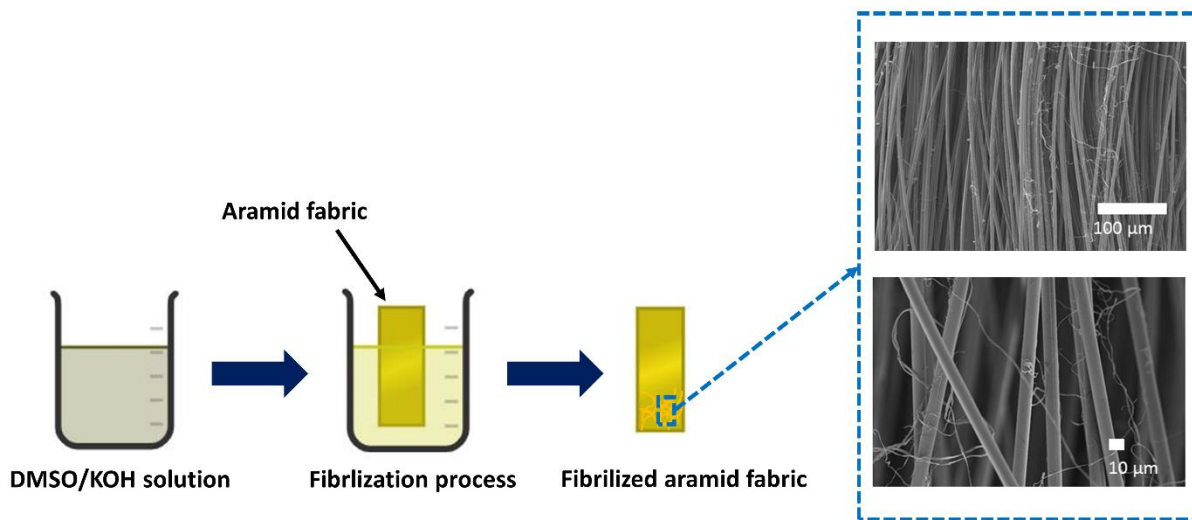 Aramid fabric
DMSO/KOH solution
Fibrlization process
Fibrilized aramid fabric
100 µm
10 µm